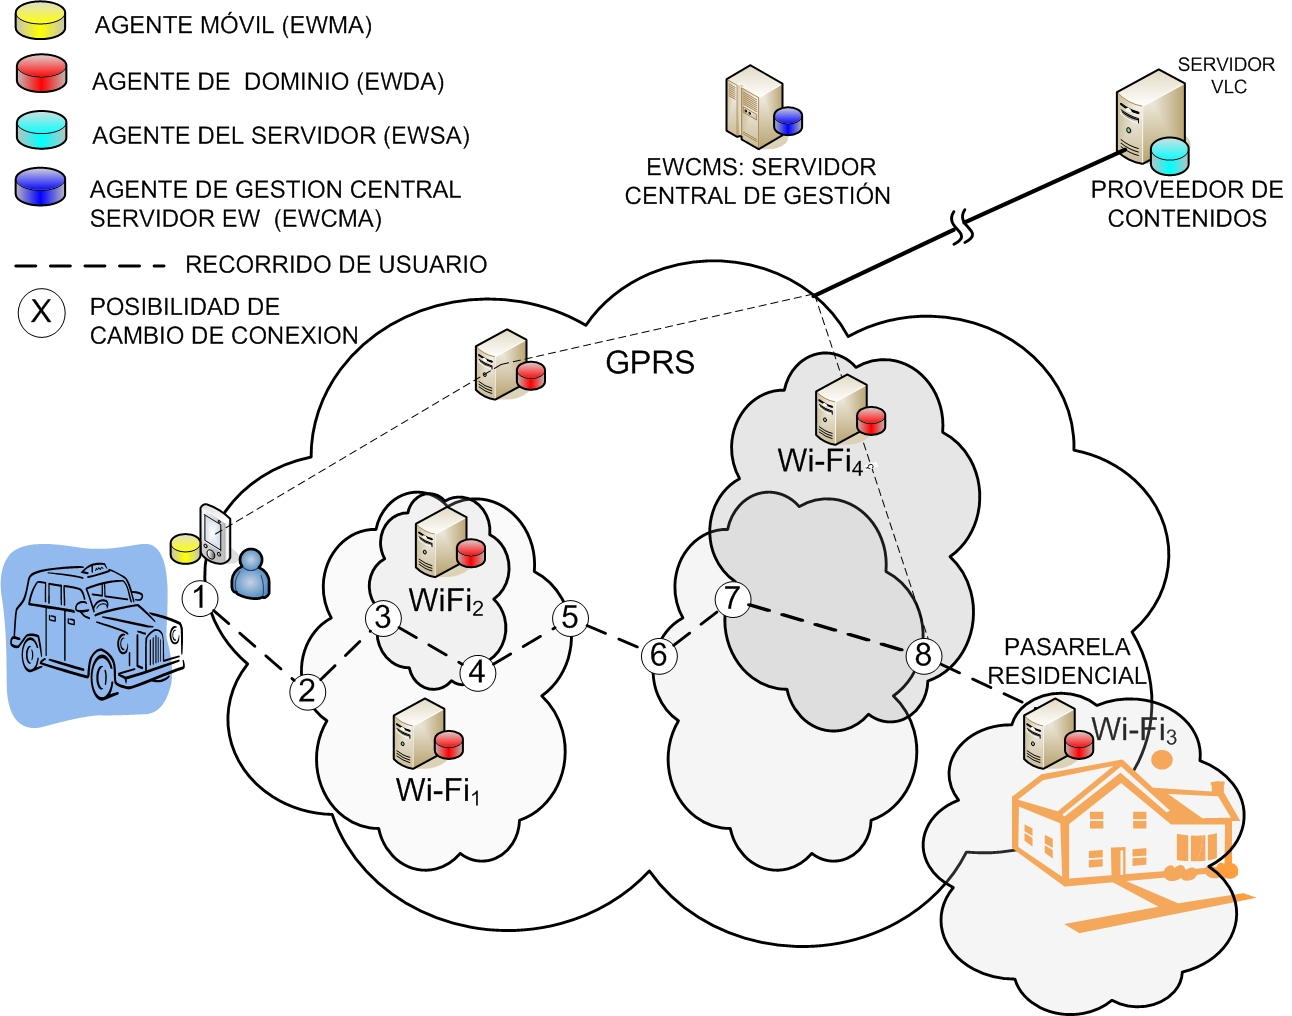 AGENTE MÓVIL (EWMA)
AGENTE DE DOMINIO (EWDA)
AGENTE DEL SERVIDOR (EWSA)
AGENTE DE GESTION CENTRAL
SERVIDOR EW (EWCMA)
RECORRIDO DE USUARIO
X
POSIBILIDAD DE
CAMBIO DE CONEXION
EWCMS: SERVIDOR
CENTRAL DE GESTIÓN
SERVIDOR
VLC
PROVEEDOR DE
CONTENIDOS
GPRS
Wi-Fi4
WiFi2
Wi-Fi1
1
2
3
4
5
6
7
8
PASARELA
RESIDENCIAL
Wi-Fi3